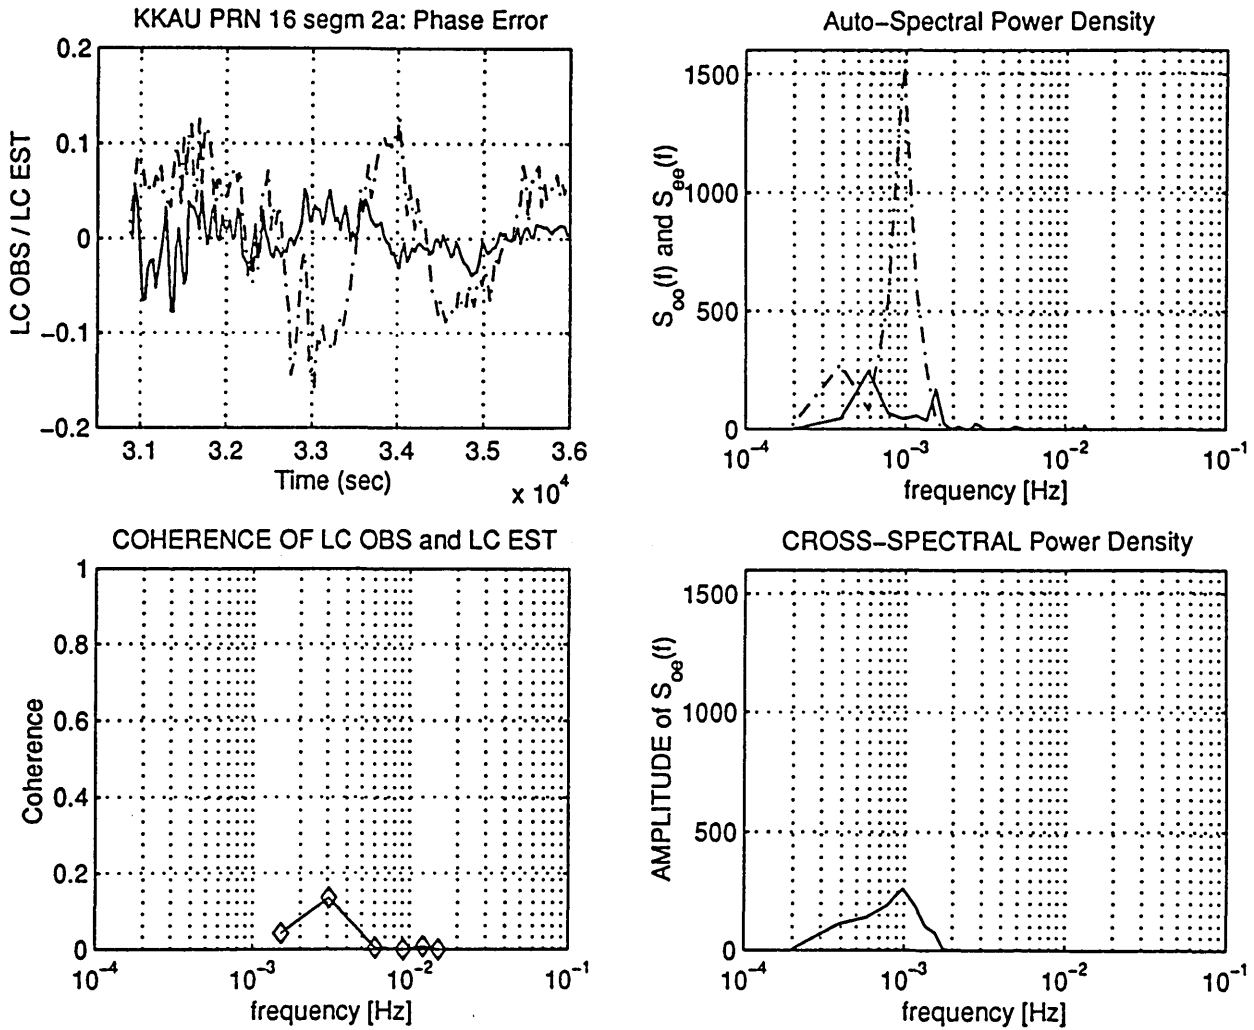 KKAU PRN 16 segm 2a: Phase Error
LC OBS / LC EST
0.2
0.1
0
−0.1
−0.2
3.1 3.2 3.3 3.4 3.5 3.6
Time (sec)
x 10^4
Auto−Spectral Power Density
S_oo(f) and S_ee(f)
1500
1000
500
0
10^−4 10^−3 10^−2 10^−1
frequency [Hz]
COHERENCE OF LC OBS and LC EST
Coherence
1
0.8
0.6
0.4
0.2
0
10^−4 10^−3 10^−2 10^−1
frequency [Hz]
CROSS−SPECTRAL Power Density
AMPLITUDE of S_oe(f)
1500
1000
500
0
10^−4 10^−3 10^−2 10^−1
frequency [Hz]